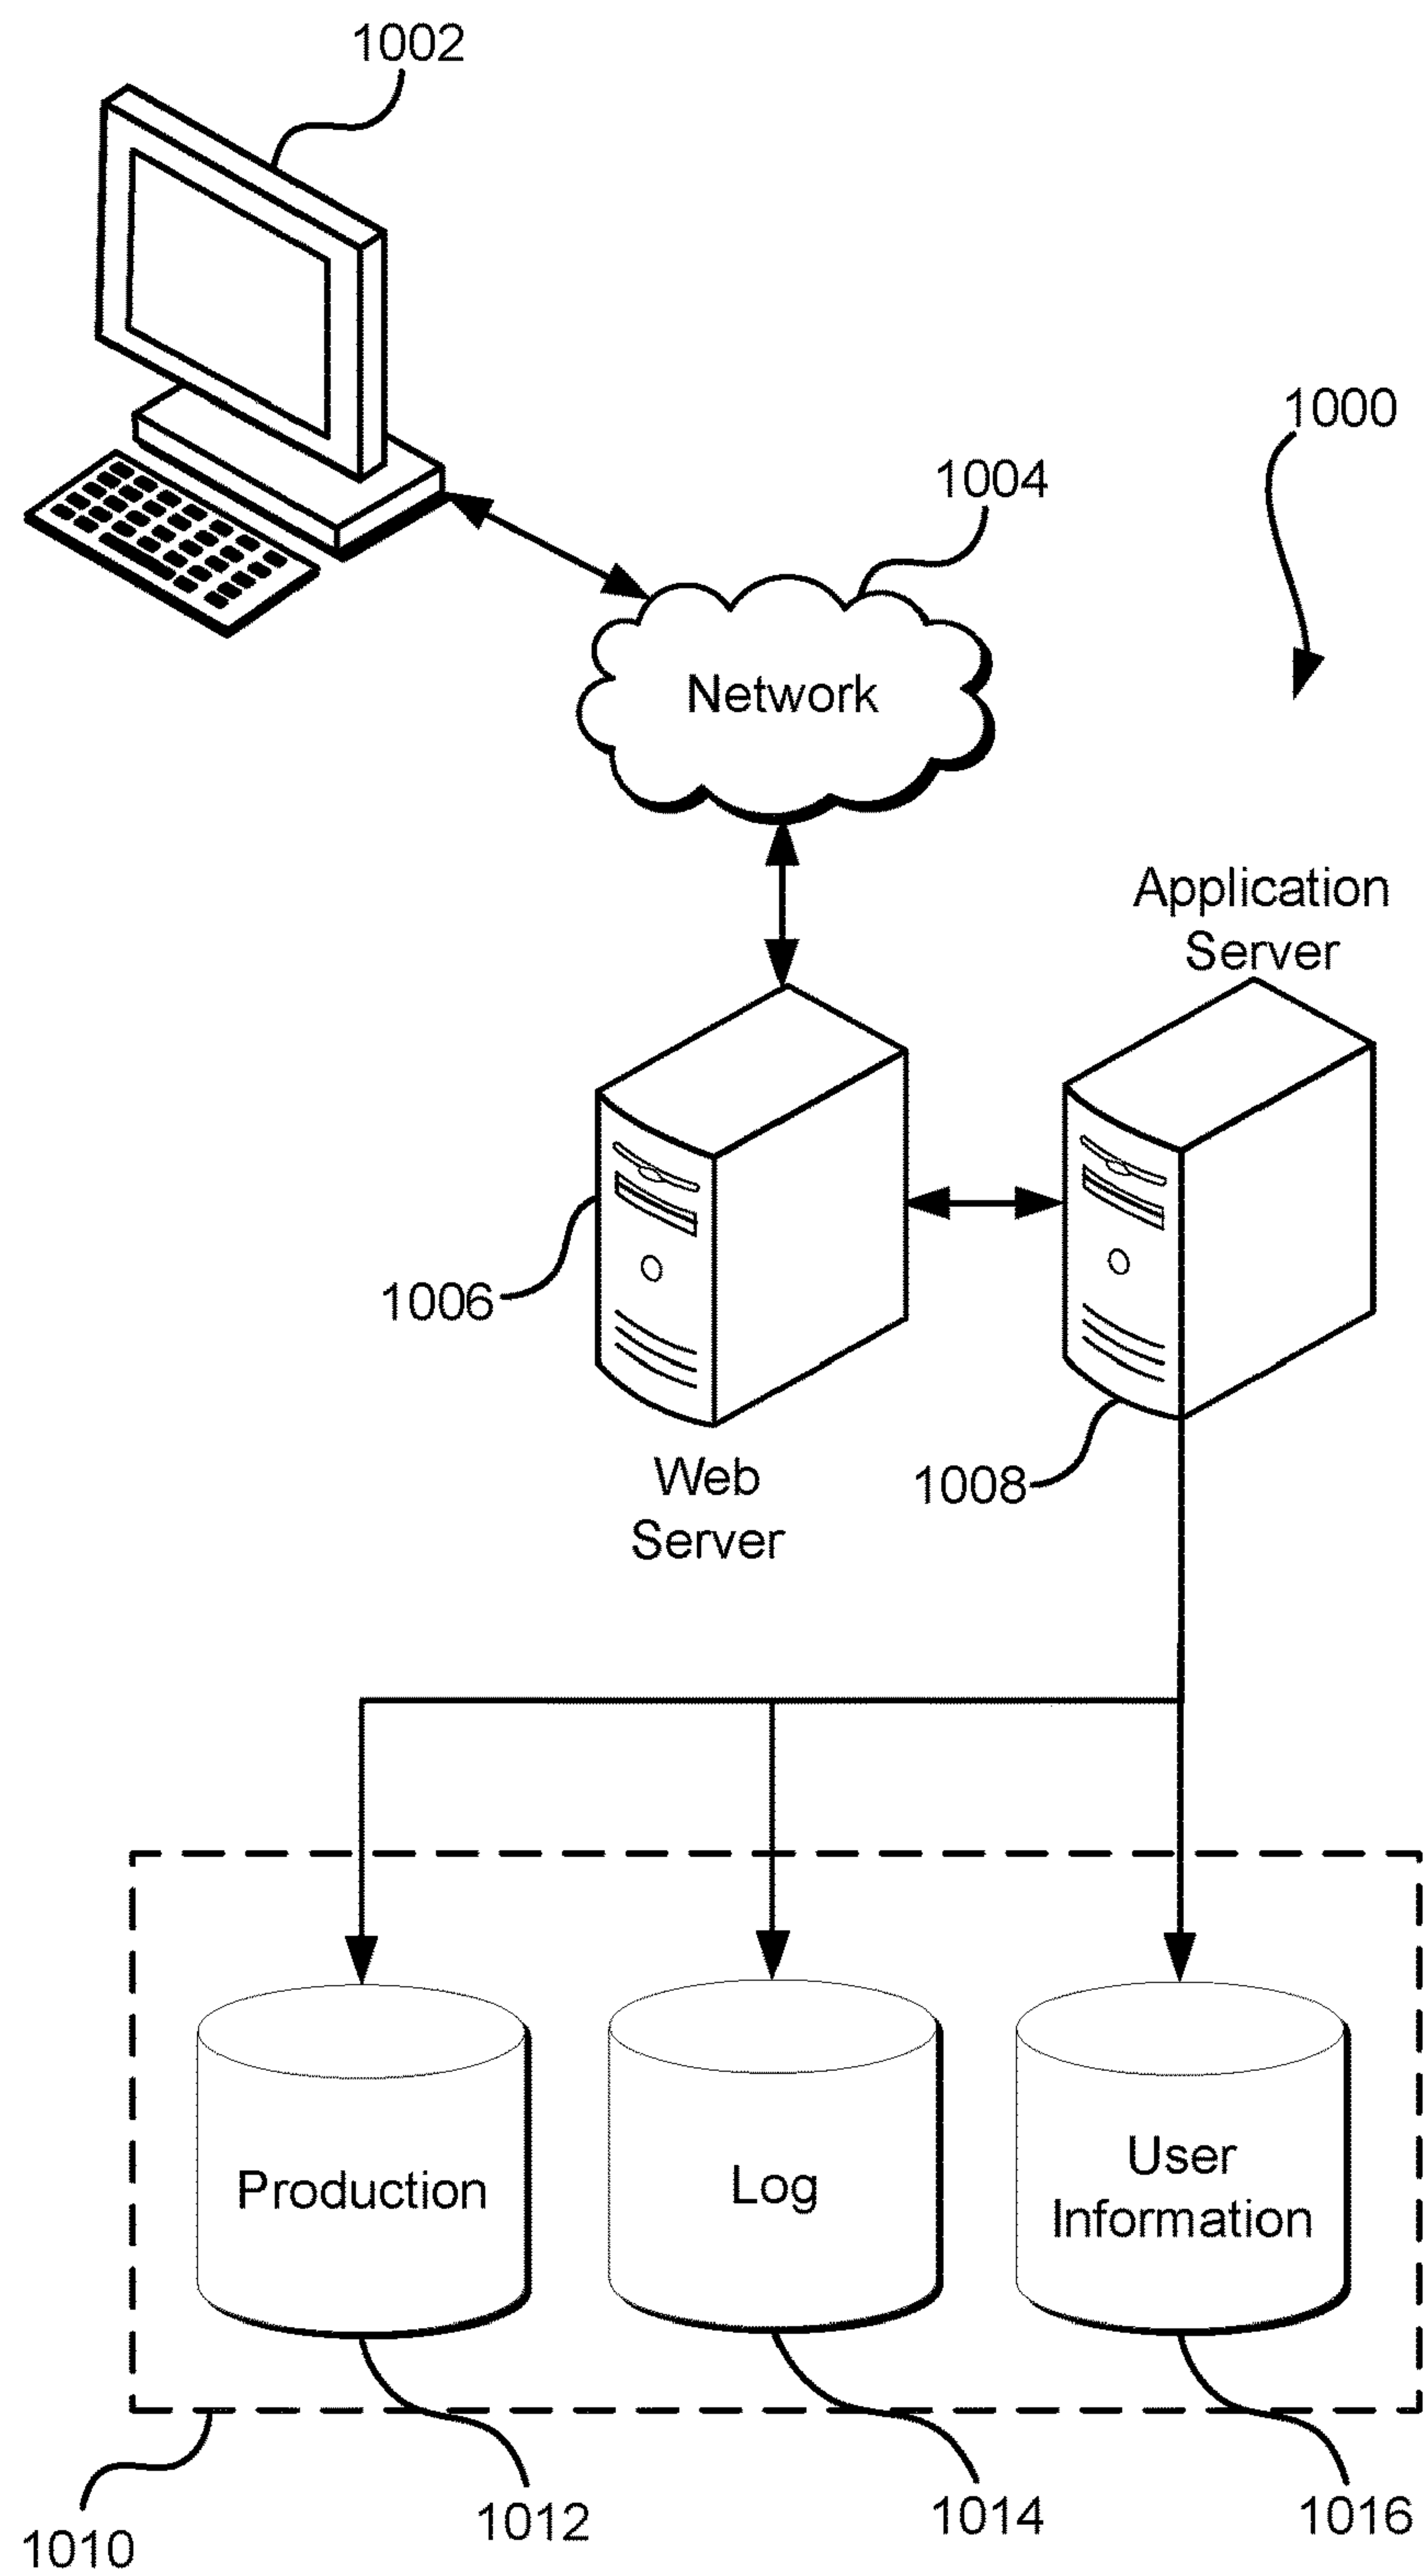 1002
1000
1004
Network
Application
Server
1006
Web
Server
1008
Production
Log
User
Information
1010
1012
1014
1016